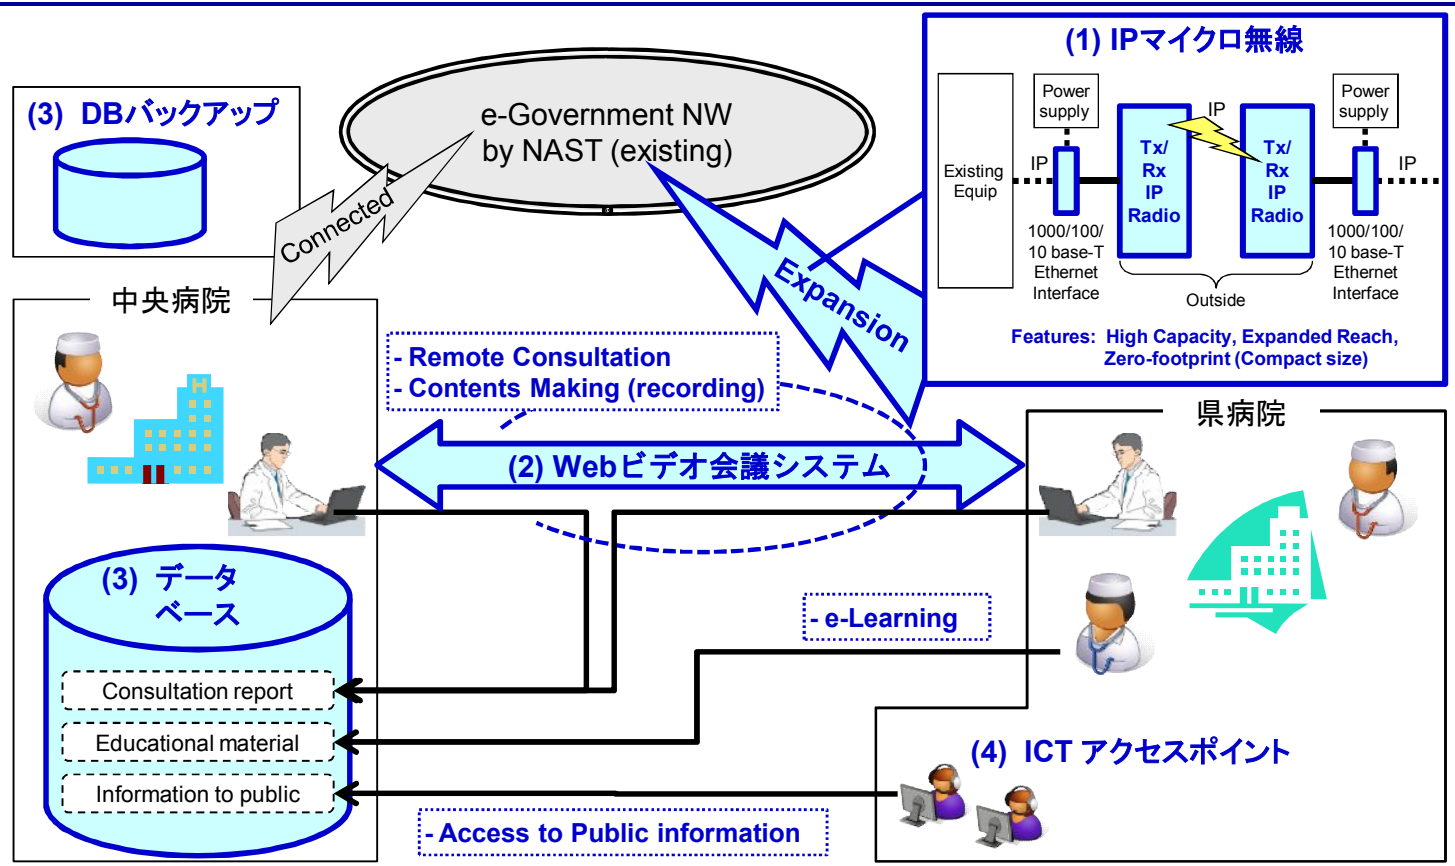 (1) IPマイクロ無線
(3) DBバックアップ
e-Government NW
by NAST (existing)
Connected
Expansion
Power
supply
Power
supply
IP
Existing
Equip
IP
Tx/
Rx
IP
Radio
Tx/
Rx
IP
Radio
IP
1000/100/
10 base-T
Ethernet
Interface
1000/100/
10 base-T
Ethernet
Interface
Outside
Features: High Capacity, Expanded Reach,
Zero-footprint (Compact size)
中央病院
H
- Remote Consultation
- Contents Making (recording)
県病院
(2) Webビデオ会議システム
(3) データ
ベース
- e-Learning
Consultation report
Educational material
Information to public
(4) ICT アクセスポイント
- Access to Public information